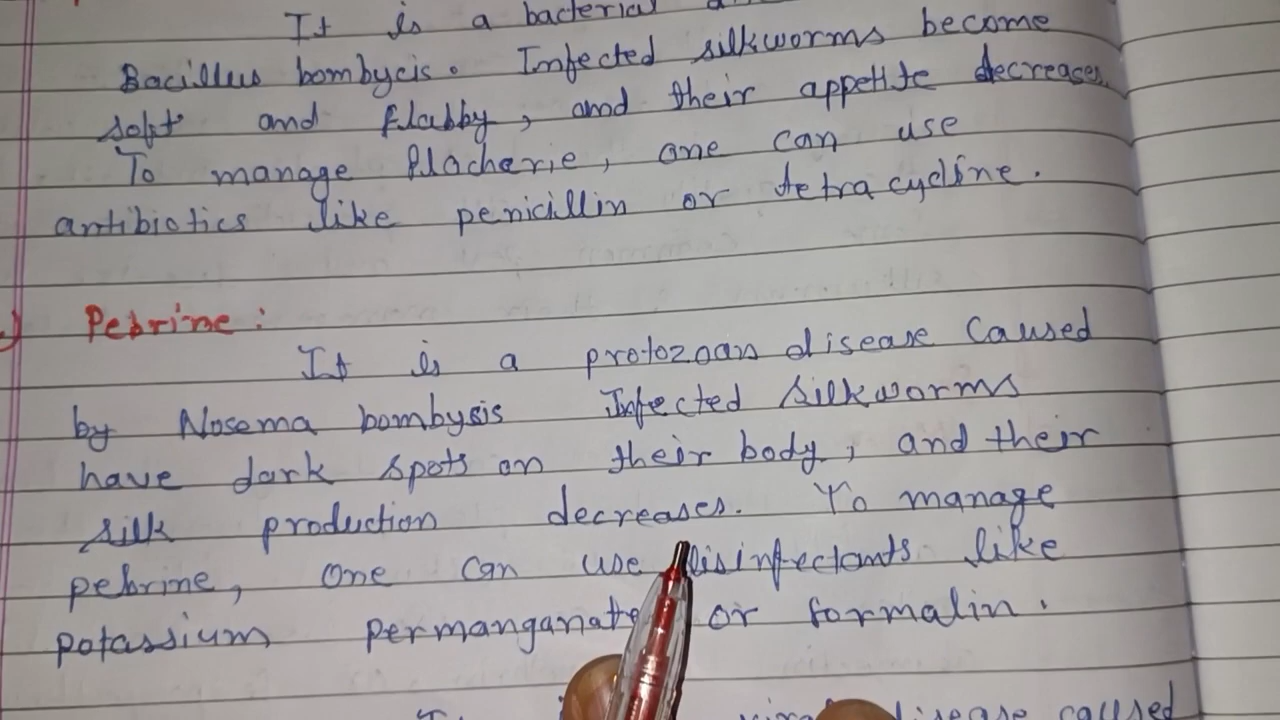 It is a bacterial
Bacillus bombycis. Infected silkworms become
soft and flabby, and their appetite decreases
To manage flacherie, one can use
antibiotics like penicillin or tetracycline.
Pebrine:
It is a protozoan disease caused
by Nosema bombysis Infected silkworms
have dark spots on their body, and their
silk production decreases. To manage
pebrine, one can use disinfectants like
potassium permanganate or formalin.
disease caused